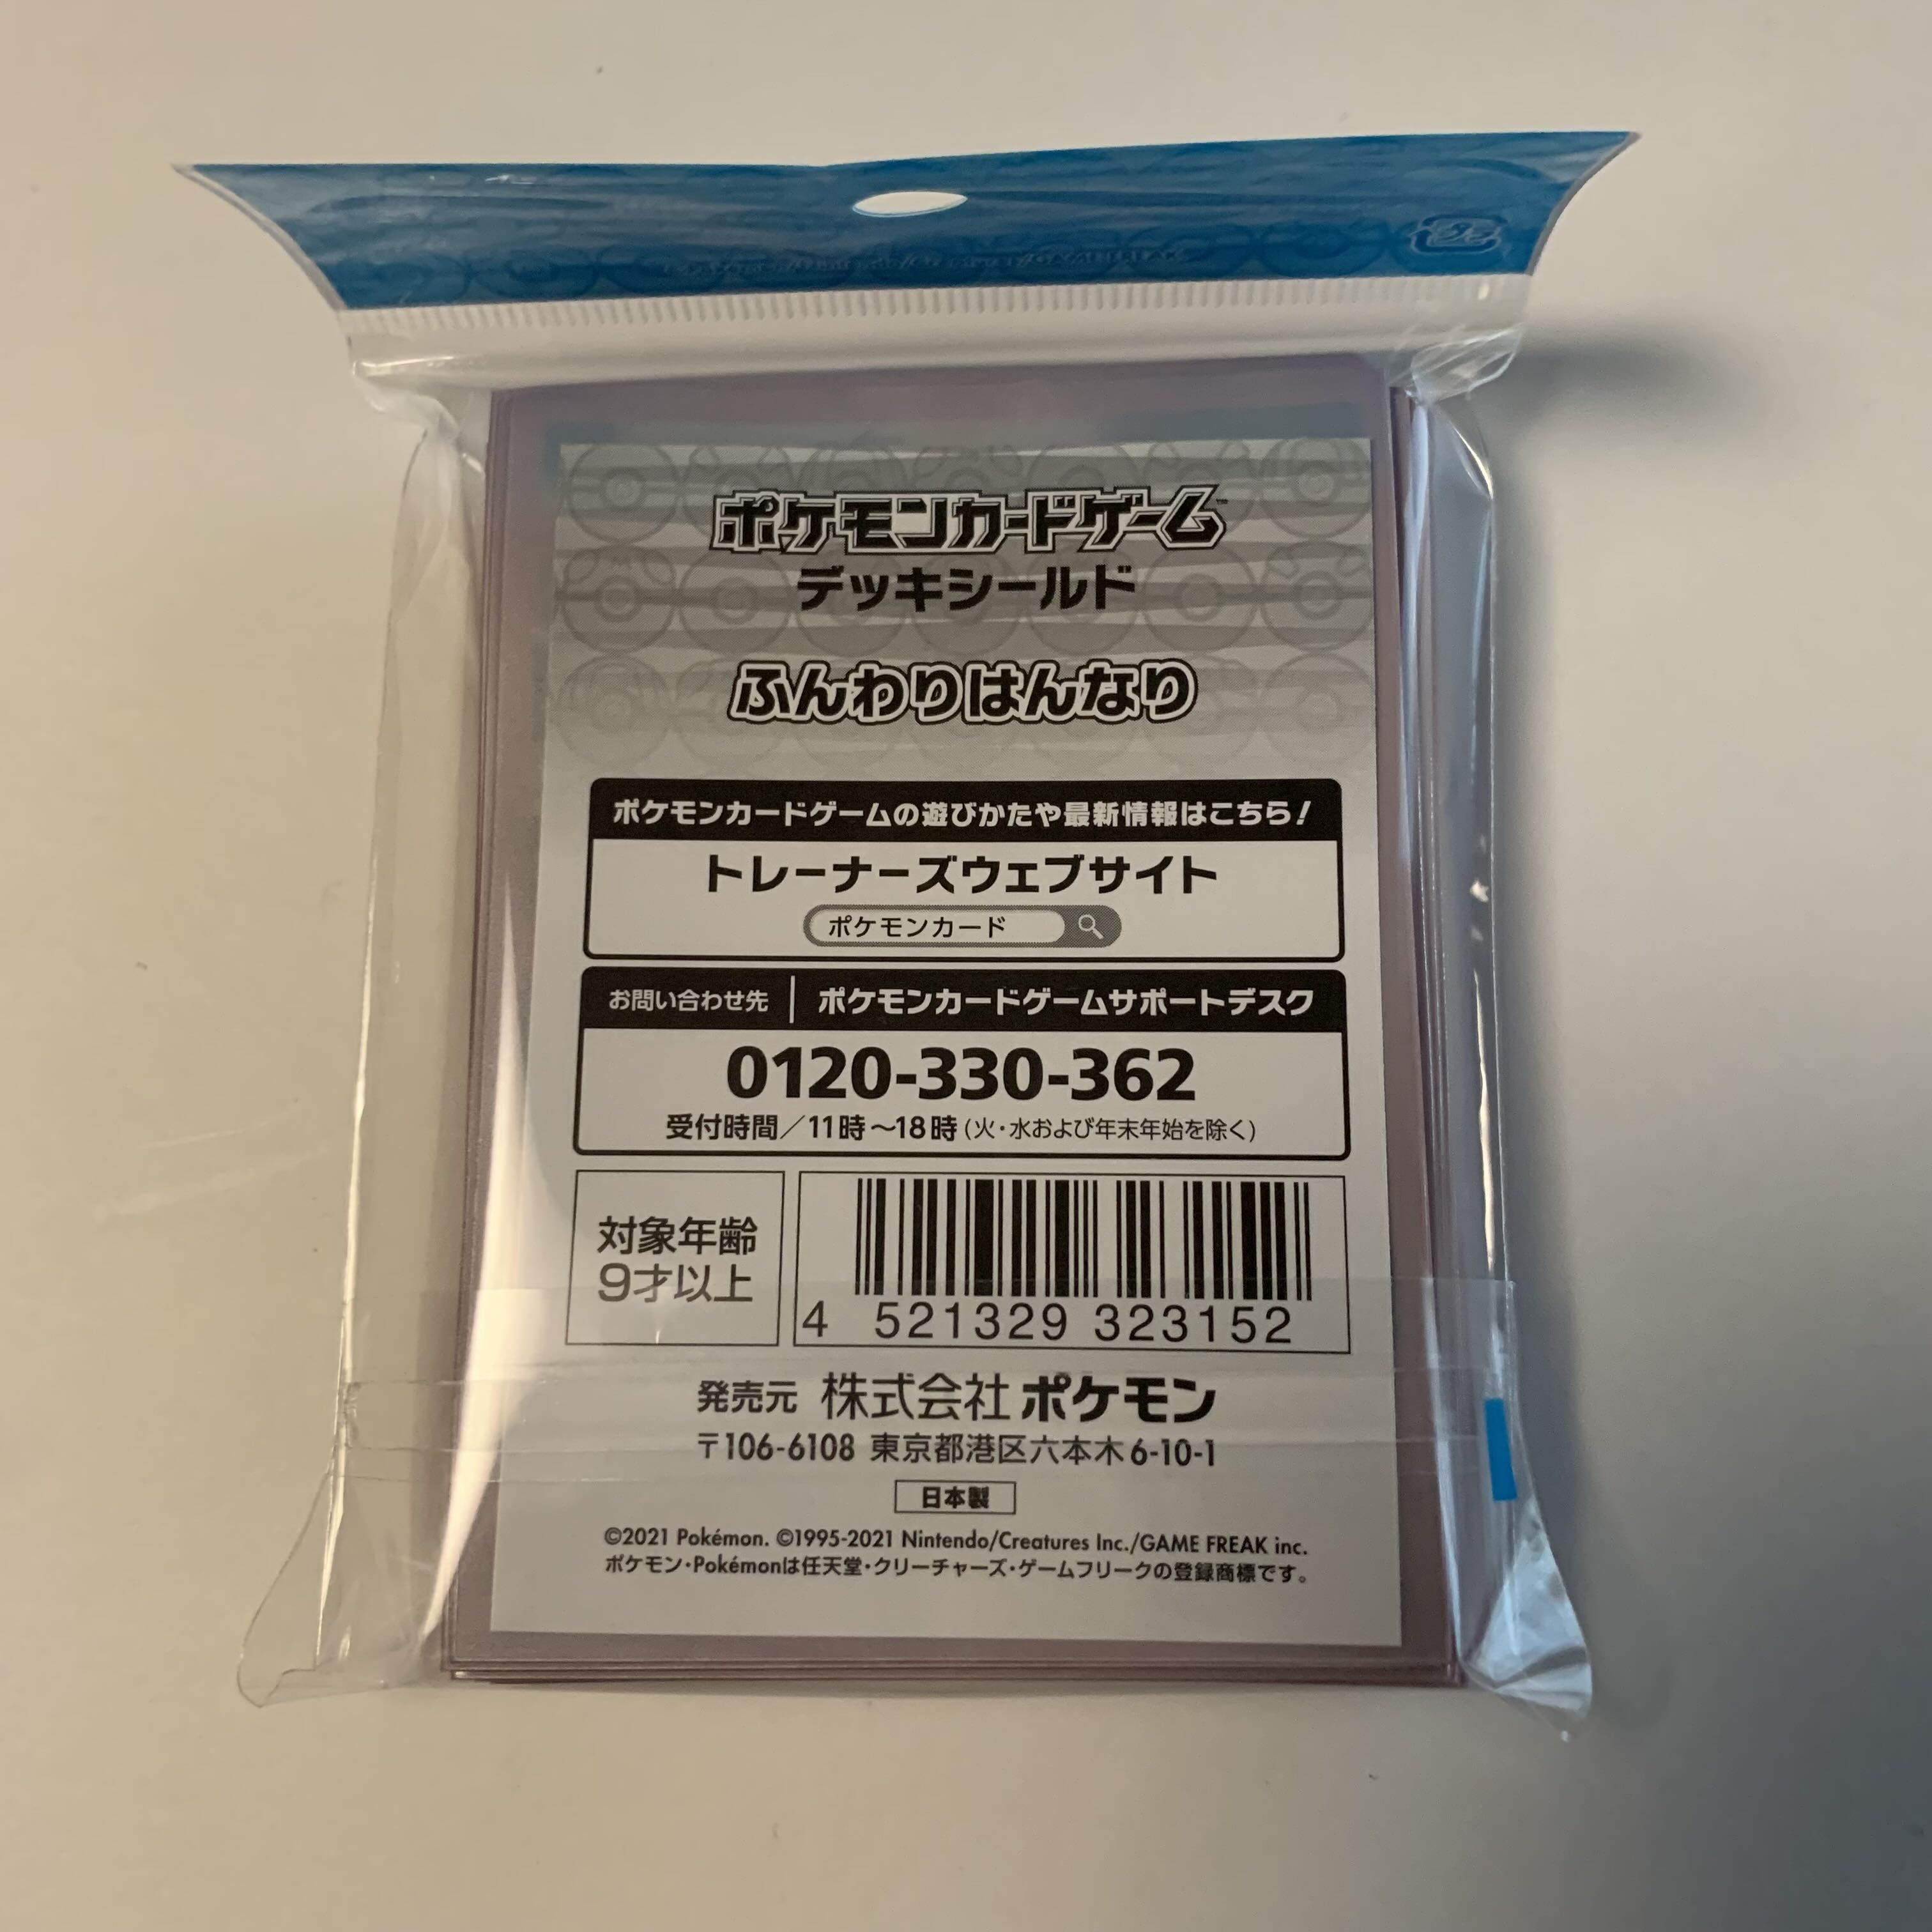 ポケモンカードゲーム™
デッキシールド
ふんわりはんなり
ポケモンカードゲームの遊びかたや最新情報はこちら!
トレーナーズウェブサイト
ポケモンカード
お問い合わせ先 ポケモンカードゲームサポートデスク
0120-330-362
受付時間/11時〜18時(火・水および年末年始を除く)
対象年齢
9才以上
4 521329 323152
発売元 株式会社ポケモン
〒106-6108 東京都港区六本木6-10-1
日本製
©2021 Pokémon. ©1995-2021 Nintendo/Creatures Inc./GAME FREAK inc.
ポケモン・Pokémonは任天堂・クリーチャーズ・ゲームフリークの登録商標です。